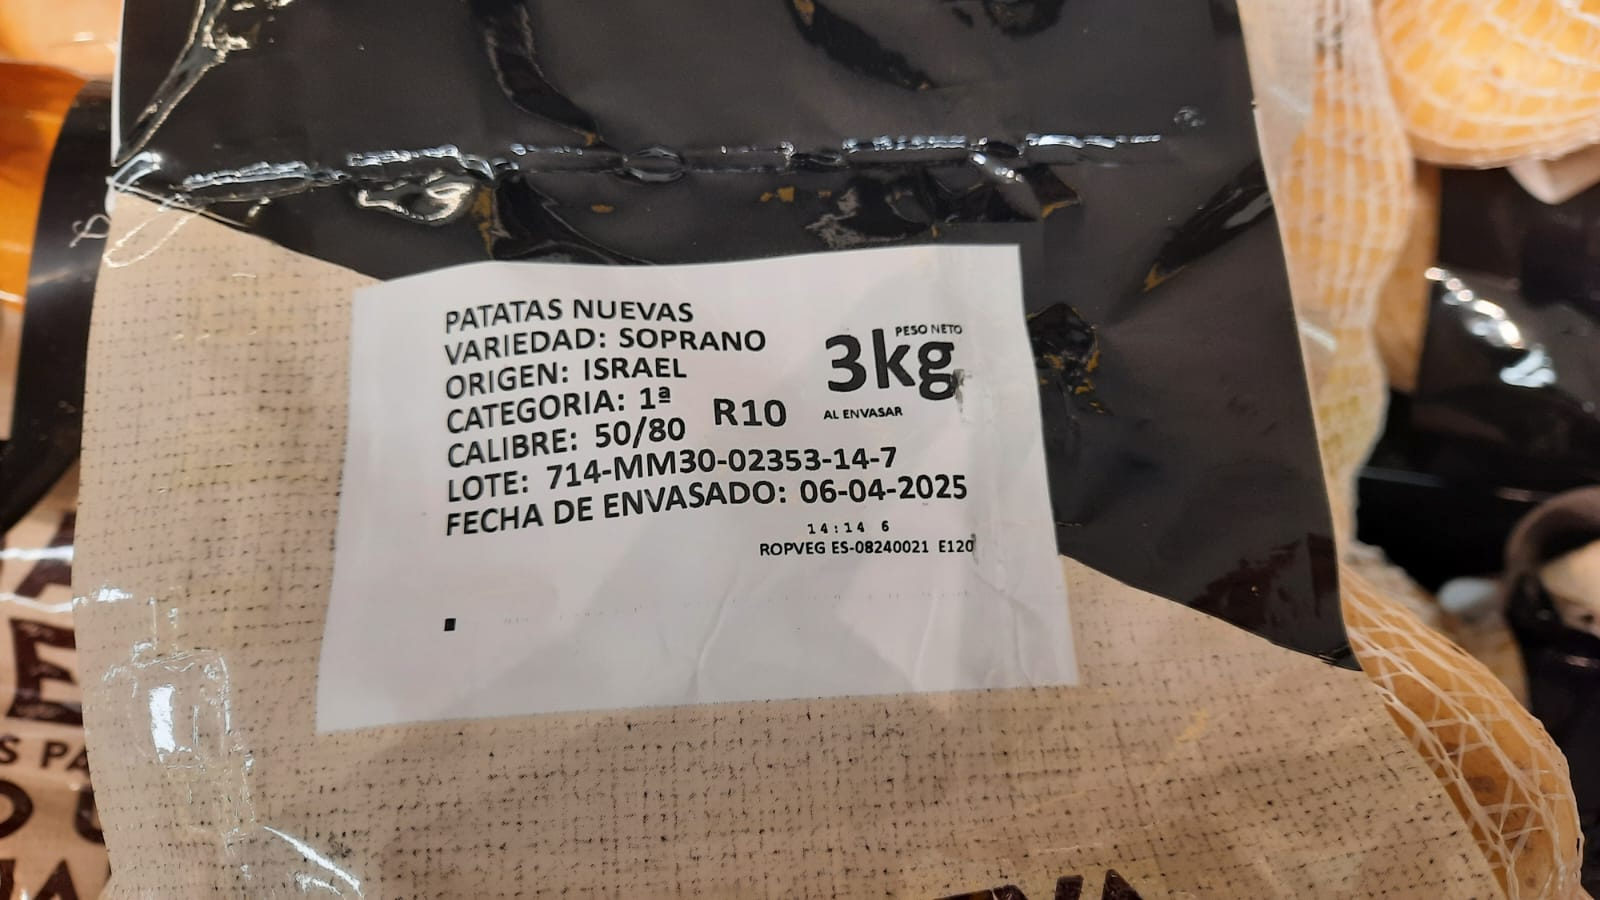 PATATAS NUEVAS
VARIEDAD: SOPRANO
ORIGEN: ISRAEL
CATEGORIA: 1ª
CALIBRE: 50/80 R10
LOTE: 714-MM30-02353-14-7
FECHA DE ENVASADO: 06-04-2025
PESO NETO
3kg
AL ENVASAR
14:14 6
ROPVEG ES-08240021 E120